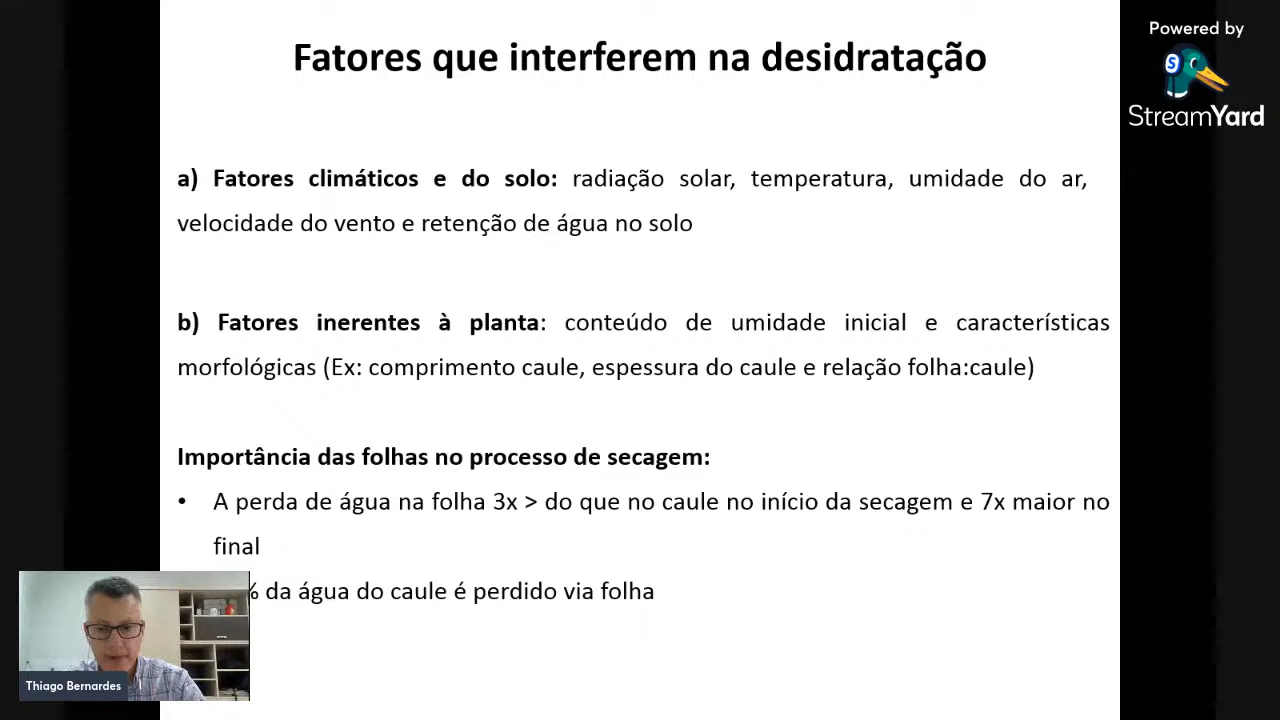 Fatores que interferem na desidratação
a) Fatores climáticos e do solo: radiação solar, temperatura, umidade do ar,
velocidade do vento e retenção de água no solo
b) Fatores inerentes à planta: conteúdo de umidade inicial e características
morfológicas (Ex: comprimento caule, espessura do caule e relação folha:caule)
Importância das folhas no processo de secagem:
• A perda de água na folha 3x > do que no caule no início da secagem e 7x maior no
final
% da água do caule é perdido via folha
Thiago Bernardes
Powered by
S
StreamYard